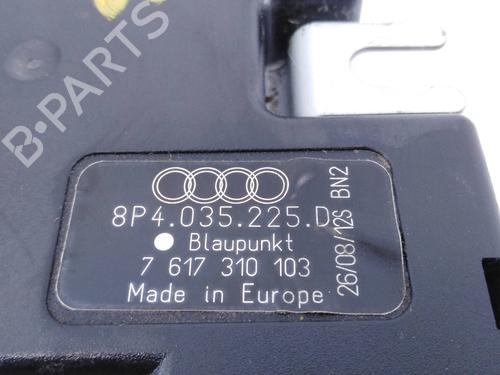 B-PARTS
8P4.035.225.D
Blaupunkt
7 617 310 103
Made in Europe
26/08/12S BN2